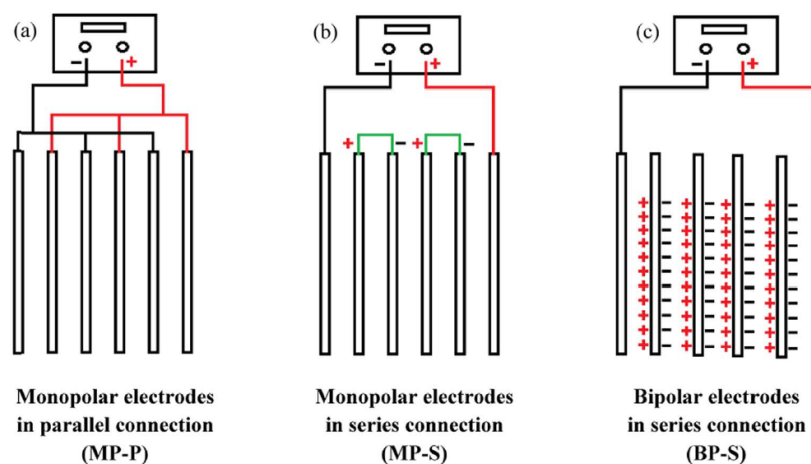 (a)
− +
Monopolar electrodes
in parallel connection
(MP-P)
(b)
− +
+ − + −
Monopolar electrodes
in series connection
(MP-S)
(c)
− +
+ − + − + − + −
+ − + − + − + −
+ − + − + − + −
+ − + − + − + −
+ − + − + − + −
+ − + − + − + −
+ − + − + − + −
+ − + − + − + −
+ − + − + − + −
+ − + − + − + −
+ − + − + − + −
Bipolar electrodes
in series connection
(BP-S)